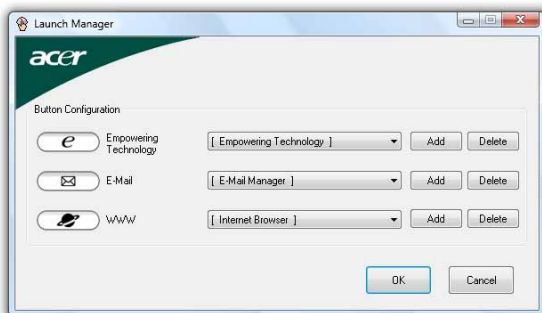 Launch Manager
acer
Button Configuration
e Empowering Technology [ Empowering Technology ] Add Delete
E-Mail [ E-Mail Manager ] Add Delete
WWW [ Internet Browser ] Add Delete
OK Cancel